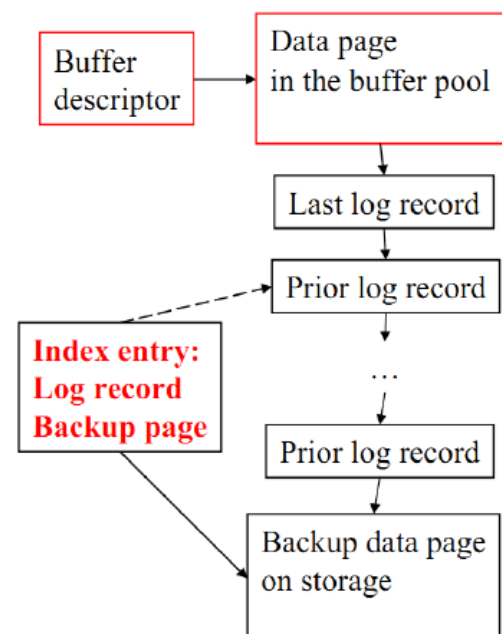 Buffer
descriptor
Data page
in the buffer pool
Last log record
Prior log record
Index entry:
Log record
Backup page
...
Prior log record
Backup data page
on storage